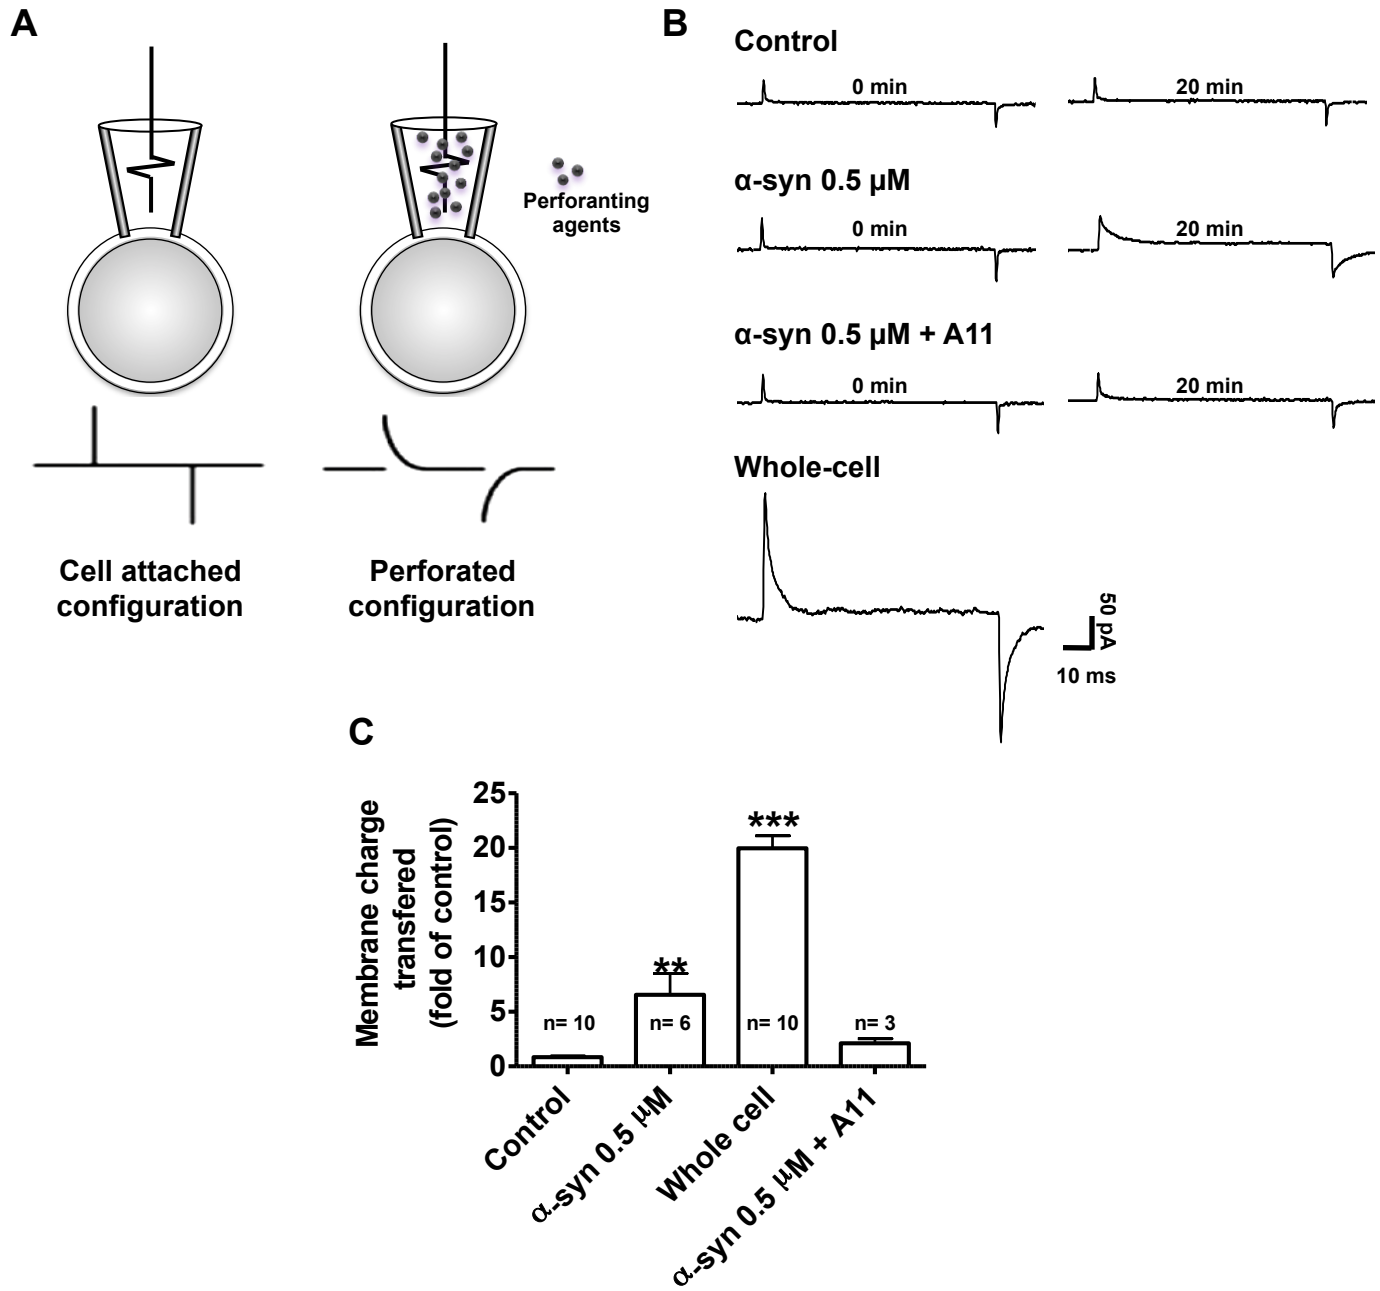 A
Perforanting
agents
Cell attached
configuration
Perforated
configuration
B
Control
0 min
20 min
α-syn 0.5 µM
0 min
20 min
α-syn 0.5 µM + A11
0 min
20 min
Whole-cell
50 pA
10 ms
C
Membrane charge
transfered
(fold of control)
25
20
15
10
5
0
***
**
n= 10
n= 6
n= 10
n= 3
Control
α-syn 0.5 µM
Whole cell
α-syn 0.5 µM + A11